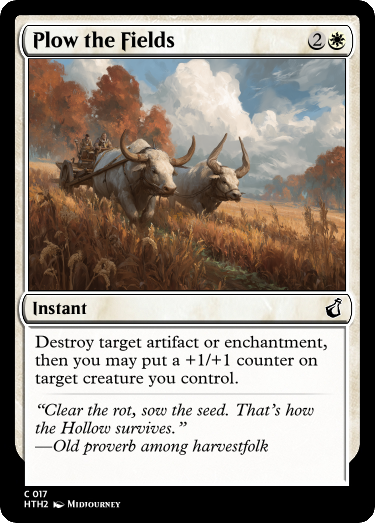 Plow the Fields 2
Instant
Destroy target artifact or enchantment,
then you may put a +1/+1 counter on
target creature you control.
“Clear the rot, sow the seed. That’s how
the Hollow survives.”
—Old proverb among harvestfolk
C 017
HTH2 Midjourney